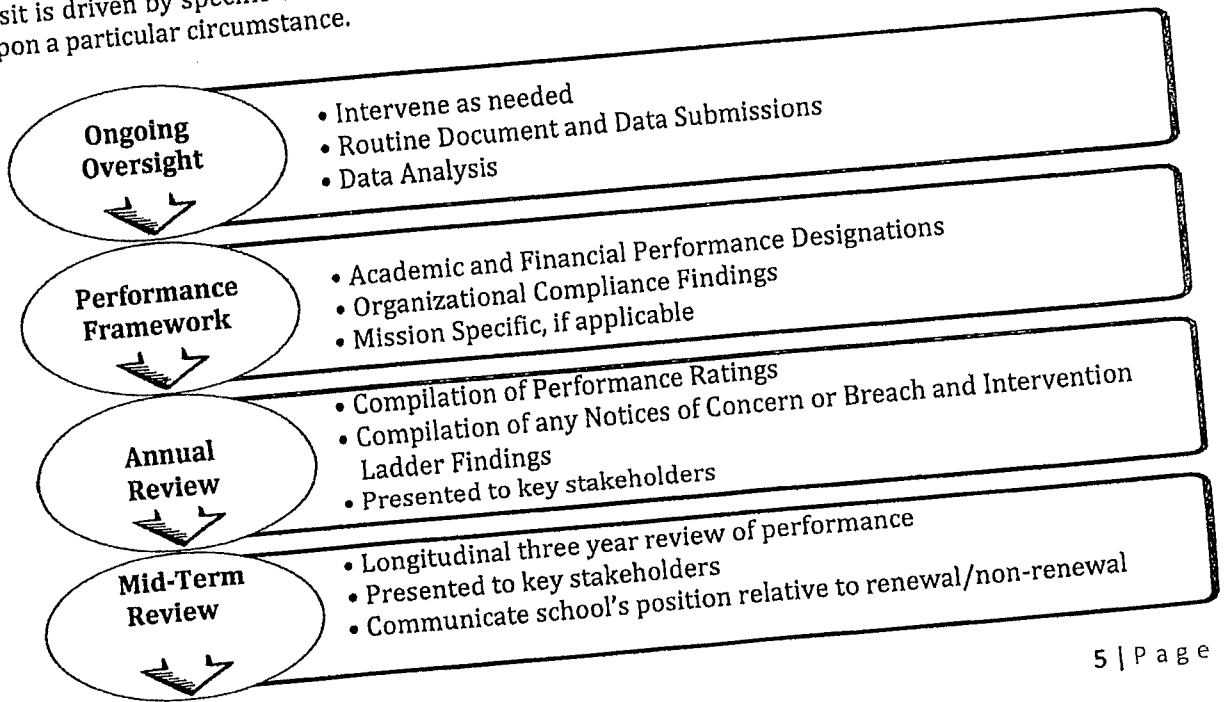 sit is driven by
pon a particular circumstance.
Ongoing
Oversight
• Intervene as needed
• Routine Document and Data Submissions
• Data Analysis
Performance
Framework
• Academic and Financial Performance Designations
• Organizational Compliance Findings
• Mission Specific, if applicable
Annual
Review
• Compilation of Performance Ratings
• Compilation of any Notices of Concern or Breach and Intervention
Ladder Findings
• Presented to key stakeholders
Mid-Term
Review
• Longitudinal three year review of performance
• Presented to key stakeholders
• Communicate school's position relative to renewal/non-renewal
5 | Page